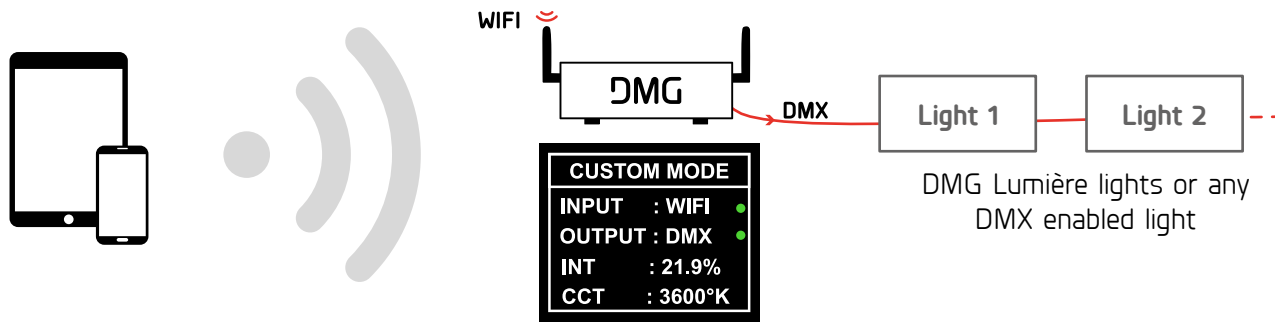 WIFI
DMG
DMX
Light 1
Light 2
CUSTOM MODE
INPUT : WIFI
OUTPUT : DMX
INT : 21.9%
CCT : 3600°K
DMG Lumière lights or any
DMX enabled light